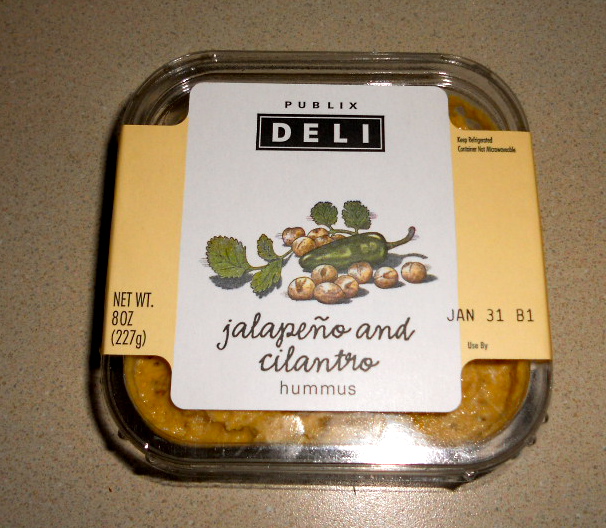 PUBLIX
DELI
Keep Refrigerated
Container Not Microwaveable
NET WT.
8OZ
(227g)
jalapeño and
cilantro
hummus
JAN 31 B1
Use By